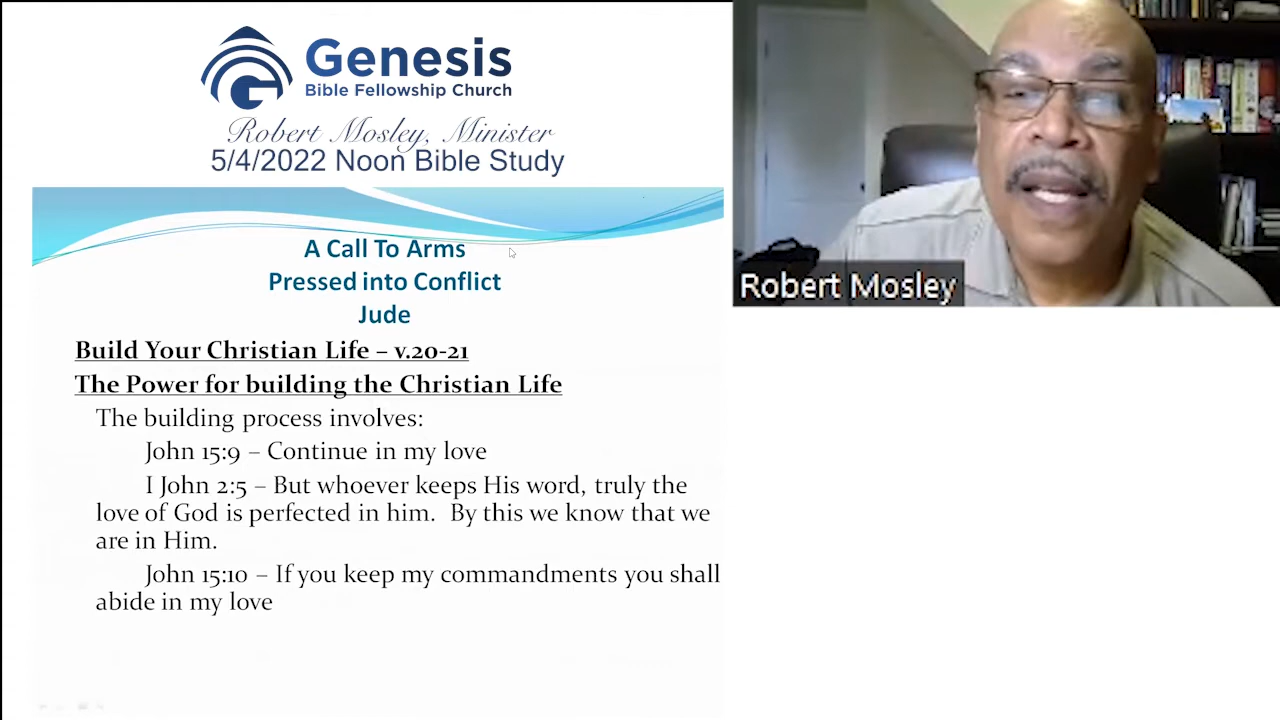 Genesis
Bible Fellowship Church
Robert Mosley, Minister
5/4/2022 Noon Bible Study
A Call To Arms
Pressed into Conflict
Jude
Build Your Christian Life – v.20-21
The Power for building the Christian Life
The building process involves:
John 15:9 – Continue in my love
I John 2:5 – But whoever keeps His word, truly the
love of God is perfected in him.  By this we know that we
are in Him.
John 15:10 – If you keep my commandments you shall
abide in my love
Robert Mosley